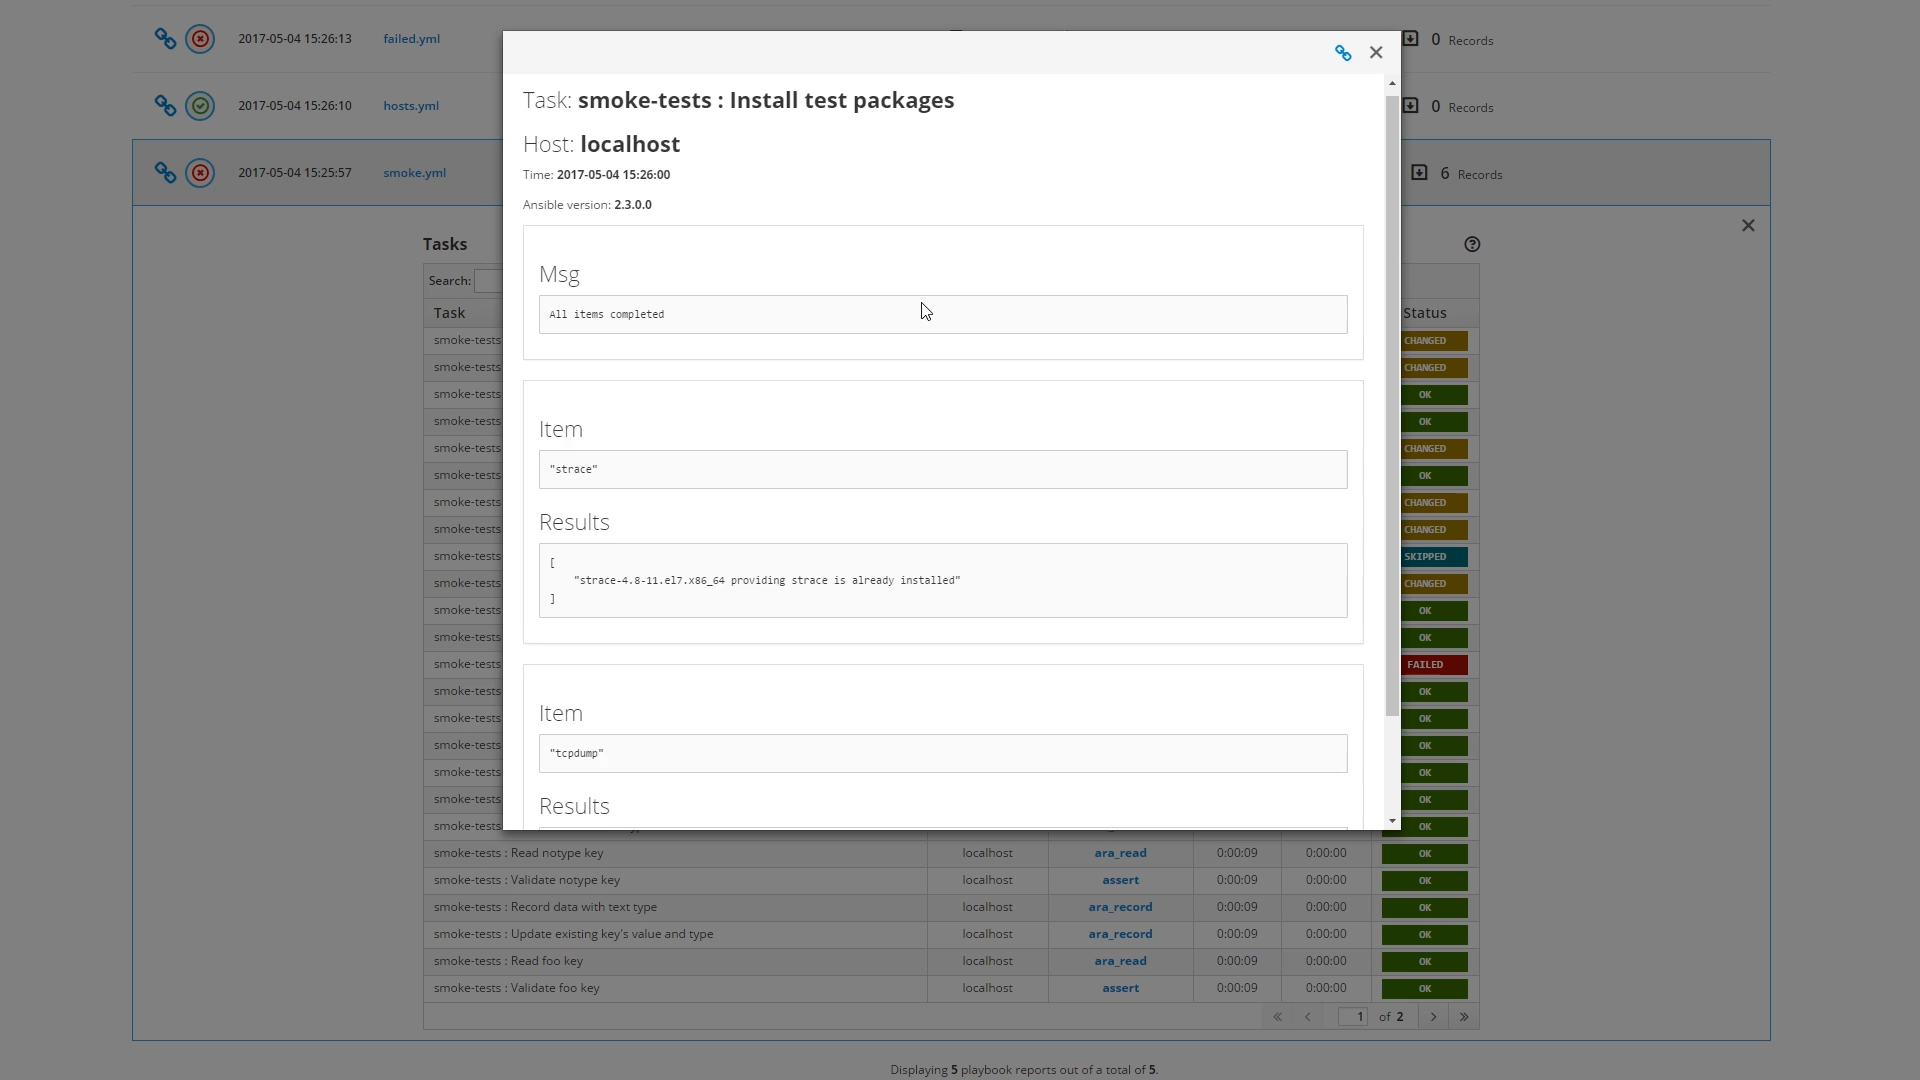 2017-05-04 15:26:13 failed.yml 0 Records
2017-05-04 15:26:10 hosts.yml 0 Records
2017-05-04 15:25:57 smoke.yml 6 Records
Task: smoke-tests : Install test packages
Host: localhost
Time: 2017-05-04 15:26:00
Ansible version: 2.3.0.0
Msg
All items completed
Item
"strace"
Results
[
"strace-4.8-11.el7.x86_64 providing strace is already installed"
]
Item
"tcpdump"
Results
Tasks
Search:
Task Status
smoke-tests CHANGED
smoke-tests CHANGED
smoke-tests OK
smoke-tests OK
smoke-tests CHANGED
smoke-tests OK
smoke-tests CHANGED
smoke-tests CHANGED
smoke-tests SKIPPED
smoke-tests CHANGED
smoke-tests OK
smoke-tests OK
smoke-tests FAILED
smoke-tests OK
smoke-tests OK
smoke-tests OK
smoke-tests OK
smoke-tests OK
smoke-tests OK
smoke-tests : Read notype key localhost ara_read 0:00:09 0:00:00 OK
smoke-tests : Validate notype key localhost assert 0:00:09 0:00:00 OK
smoke-tests : Record data with text type localhost ara_record 0:00:09 0:00:00 OK
smoke-tests : Update existing key's value and type localhost ara_record 0:00:09 0:00:00 OK
smoke-tests : Read foo key localhost ara_read 0:00:09 0:00:00 OK
smoke-tests : Validate foo key localhost assert 0:00:09 0:00:00 OK
« ‹ 1 of 2 › »
Displaying 5 playbook reports out of a total of 5.